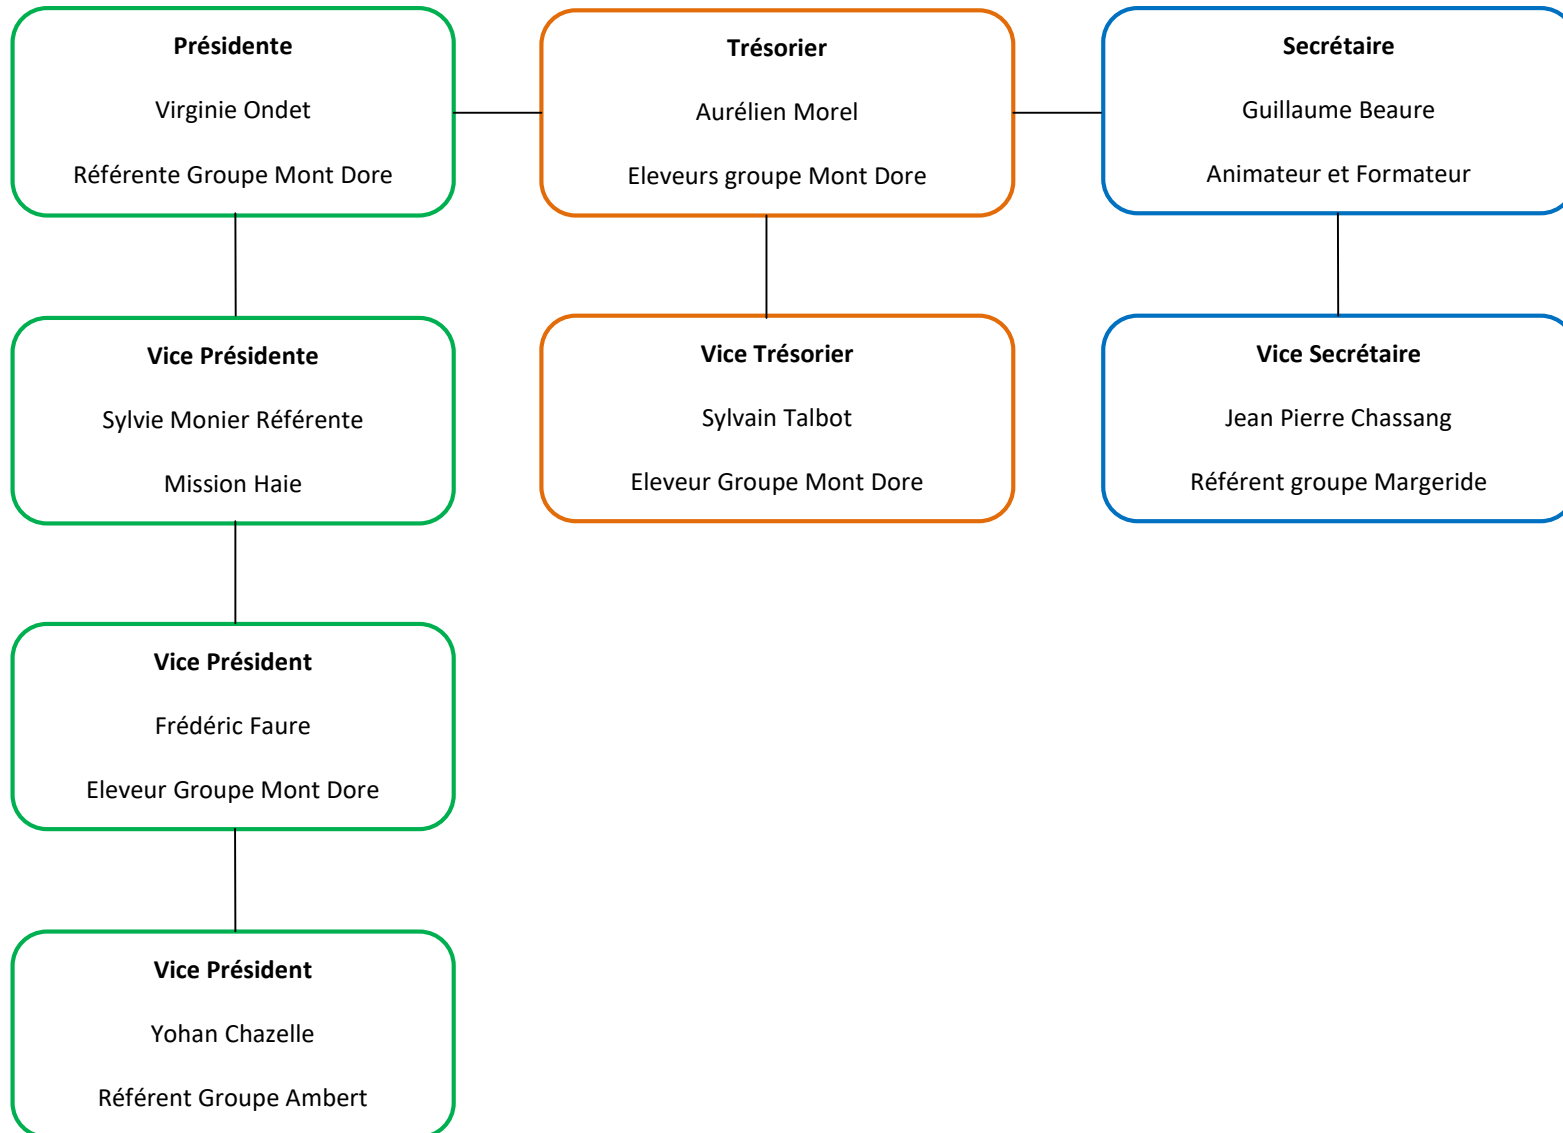 Présidente
Virginie Ondet
Référente Groupe Mont Dore
Trésorier
Aurélien Morel
Eleveurs groupe Mont Dore
Secrétaire
Guillaume Beaure
Animateur et Formateur
Vice Présidente
Sylvie Monier Référente
Mission Haie
Vice Trésorier
Sylvain Talbot
Eleveur Groupe Mont Dore
Vice Secrétaire
Jean Pierre Chassang
Référent groupe Margeride
Vice Président
Frédéric Faure
Eleveur Groupe Mont Dore
Vice Président
Yohan Chazelle
Référent Groupe Ambert